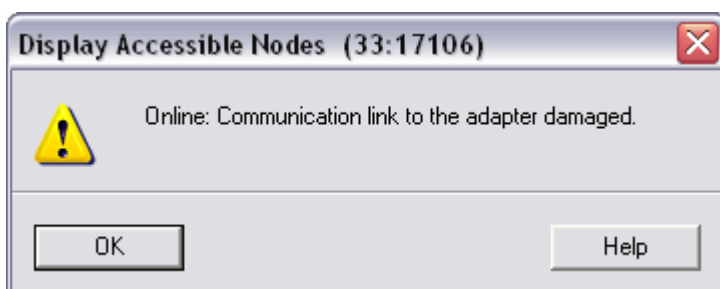 Display Accessible Nodes (33:17106)
Online: Communication link to the adapter damaged.
OK
Help